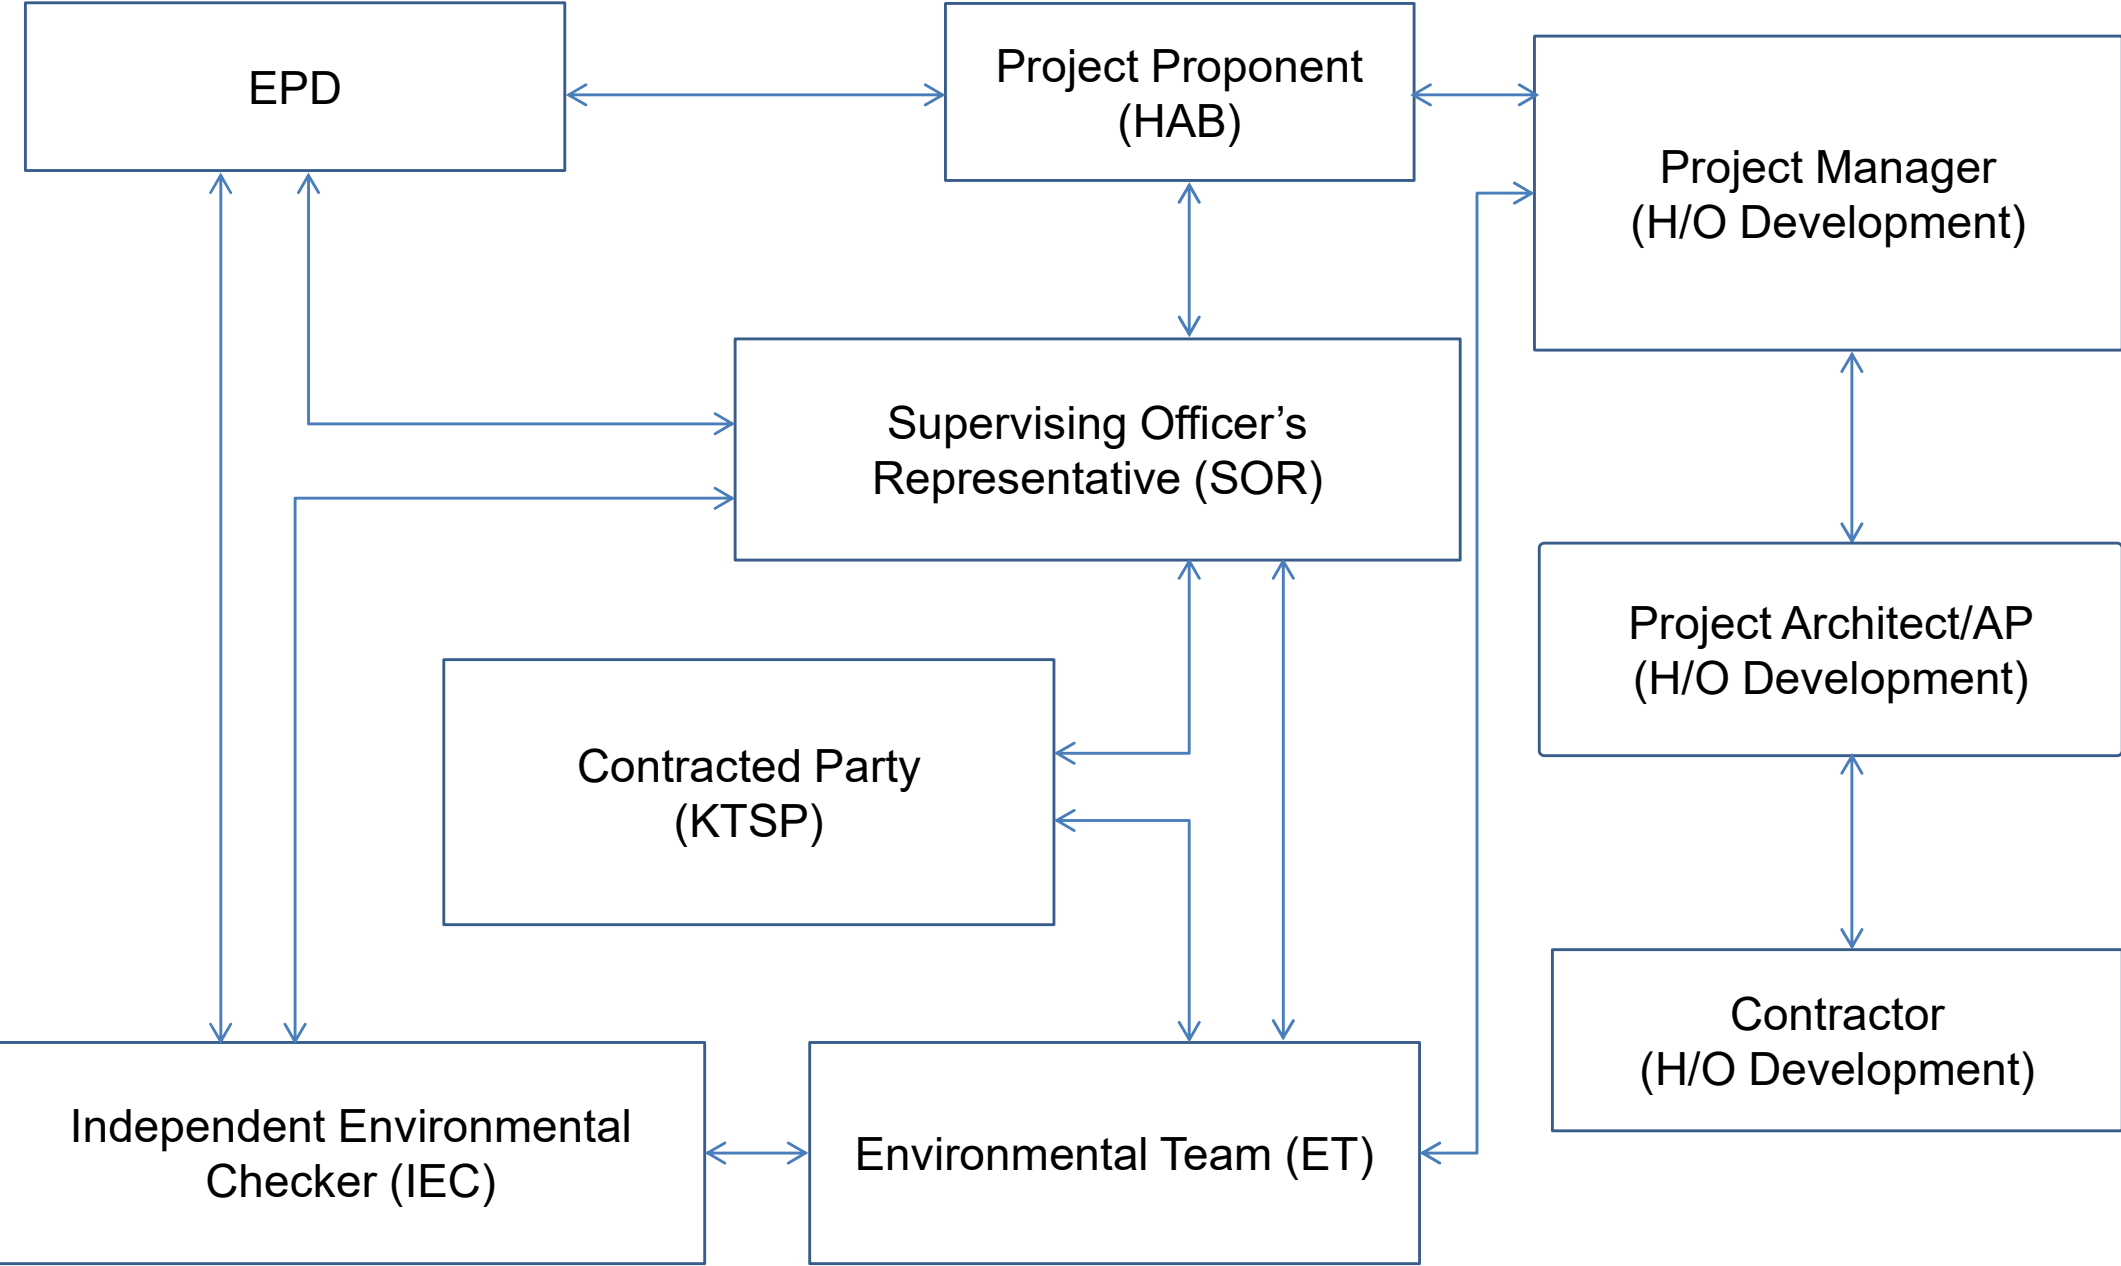 EPD
Project Proponent
(HAB)
Project Manager
(H/O Development)
Supervising Officer’s
Representative (SOR)
Project Architect/AP
(H/O Development)
Contracted Party
(KTSP)
Contractor
(H/O Development)
Independent Environmental
Checker (IEC)
Environmental Team (ET)